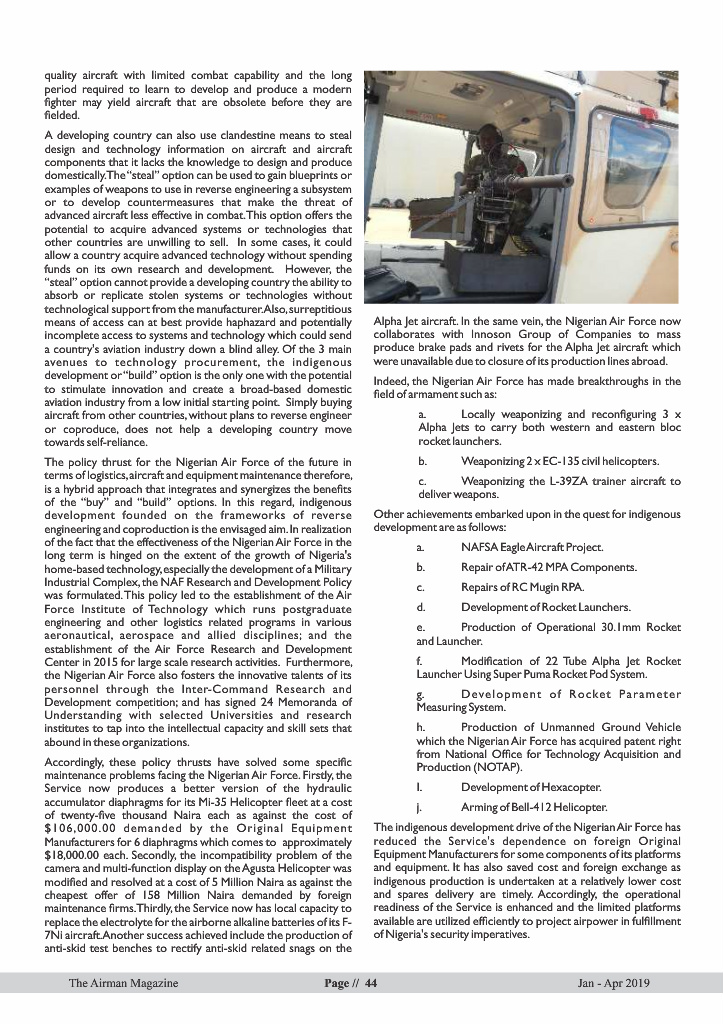 quality aircraft with limited combat capability and the long
period required to learn to develop and produce a modern
fighter may yield aircraft that are obsolete before they are
fielded.
A developing country can also use clandestine means to steal
design and technology information on aircraft and aircraft
components that it lacks the knowledge to design and produce
domestically.The “steal” option can be used to gain blueprints or
examples of weapons to use in reverse engineering a subsystem
or to develop countermeasures that make the threat of
advanced aircraft less effective in combat.This option offers the
potential to acquire advanced systems or technologies that
other countries are unwilling to sell. In some cases, it could
allow a country acquire advanced technology without spending
funds on its own research and development. However, the
“steal” option cannot provide a developing country the ability to
absorb or replicate stolen systems or technologies without
technological support from the manufacturer.Also, surreptitious
means of access can at best provide haphazard and potentially
incomplete access to systems and technology which could send
a country's aviation industry down a blind alley. Of the 3 main
avenues to technology procurement, the indigenous
development or “build” option is the only one with the potential
to stimulate innovation and create a broad-based domestic
aviation industry from a low initial starting point. Simply buying
aircraft from other countries, without plans to reverse engineer
or coproduce, does not help a developing country move
towards self-reliance.
The policy thrust for the Nigerian Air Force of the future in
terms of logistics, aircraft and equipment maintenance therefore,
is a hybrid approach that integrates and synergizes the benefits
of the “buy” and “build” options. In this regard, indigenous
development founded on the frameworks of reverse
engineering and coproduction is the envisaged aim. In realization
of the fact that the effectiveness of the Nigerian Air Force in the
long term is hinged on the extent of the growth of Nigeria's
home-based technology, especially the development of a Military
Industrial Complex, the NAF Research and Development Policy
was formulated. This policy led to the establishment of the Air
Force Institute of Technology which runs postgraduate
engineering and other logistics related programs in various
aeronautical, aerospace and allied disciplines; and the
establishment of the Air Force Research and Development
Center in 2015 for large scale research activities. Furthermore,
the Nigerian Air Force also fosters the innovative talents of its
personnel through the Inter-Command Research and
Development competition; and has signed 24 Memoranda of
Understanding with selected Universities and research
institutes to tap into the intellectual capacity and skill sets that
abound in these organizations.
Accordingly, these policy thrusts have solved some specific
maintenance problems facing the Nigerian Air Force. Firstly, the
Service now produces a better version of the hydraulic
accumulator diaphragms for its Mi-35 Helicopter fleet at a cost
of twenty-five thousand Naira each as against the cost of
$106,000.00 demanded by the Original Equipment
Manufacturers for 6 diaphragms which comes to approximately
$18,000.00 each. Secondly, the incompatibility problem of the
camera and multi-function display on the Agusta Helicopter was
modified and resolved at a cost of 5 Million Naira as against the
cheapest offer of 158 Million Naira demanded by foreign
maintenance firms. Thirdly, the Service now has local capacity to
replace the electrolyte for the airborne alkaline batteries of its F-
7Ni aircraft.Another success achieved include the production of
anti-skid test benches to rectify anti-skid related snags on the
Alpha Jet aircraft. In the same vein, the Nigerian Air Force now
collaborates with Innoson Group of Companies to mass
produce brake pads and rivets for the Alpha Jet aircraft which
were unavailable due to closure of its production lines abroad.
Indeed, the Nigerian Air Force has made breakthroughs in the
field of armament such as:
a. Locally weaponizing and reconfiguring 3 x
Alpha Jets to carry both western and eastern bloc
rocket launchers.
b. Weaponizing 2 x EC-135 civil helicopters.
c. Weaponizing the L-39ZA trainer aircraft to
deliver weapons.
Other achievements embarked upon in the quest for indigenous
development are as follows:
a. NAFSA Eagle Aircraft Project.
b. Repair of ATR-42 MPA Components.
c. Repairs of RC Mugin RPA.
d. Development of Rocket Launchers.
e. Production of Operational 30.1mm Rocket
and Launcher.
f. Modification of 22 Tube Alpha Jet Rocket
Launcher Using Super Puma Rocket Pod System.
g. Development of Rocket Parameter
Measuring System.
h. Production of Unmanned Ground Vehicle
which the Nigerian Air Force has acquired patent right
from National Office for Technology Acquisition and
Production (NOTAP).
I. Development of Hexacopter.
j. Arming of Bell-412 Helicopter.
The indigenous development drive of the Nigerian Air Force has
reduced the Service's dependence on foreign Original
Equipment Manufacturers for some components of its platforms
and equipment. It has also saved cost and foreign exchange as
indigenous production is undertaken at a relatively lower cost
and spares delivery are timely. Accordingly, the operational
readiness of the Service is enhanced and the limited platforms
available are utilized efficiently to project airpower in fulfillment
of Nigeria's security imperatives.
The Airman Magazine Page // 44 Jan - Apr 2019